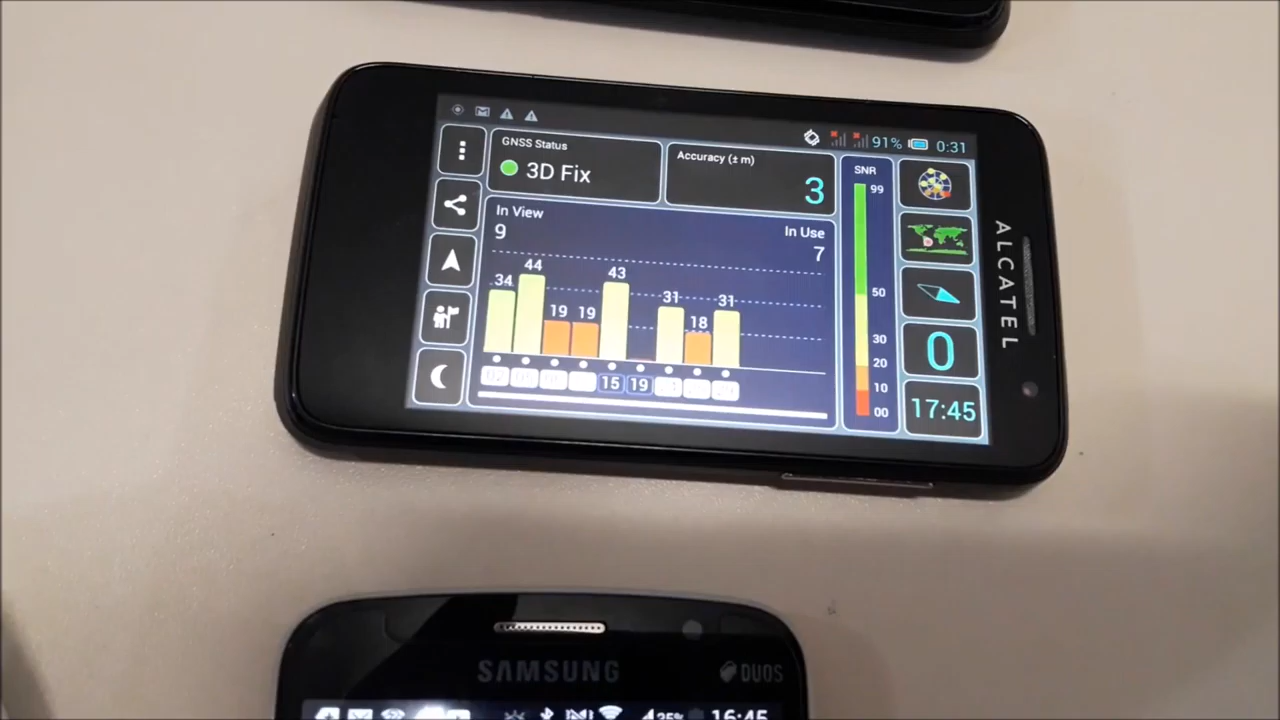 91% 0:31
GNSS Status
3D Fix
Accuracy (± m)
3
In View
9
In Use
7
34 44 19 19 43 31 18 31
15 19
SNR
99
50
30
20
10
00
0
17:45
ALCATEL
SAMSUNG
DUOS
35% 16:45